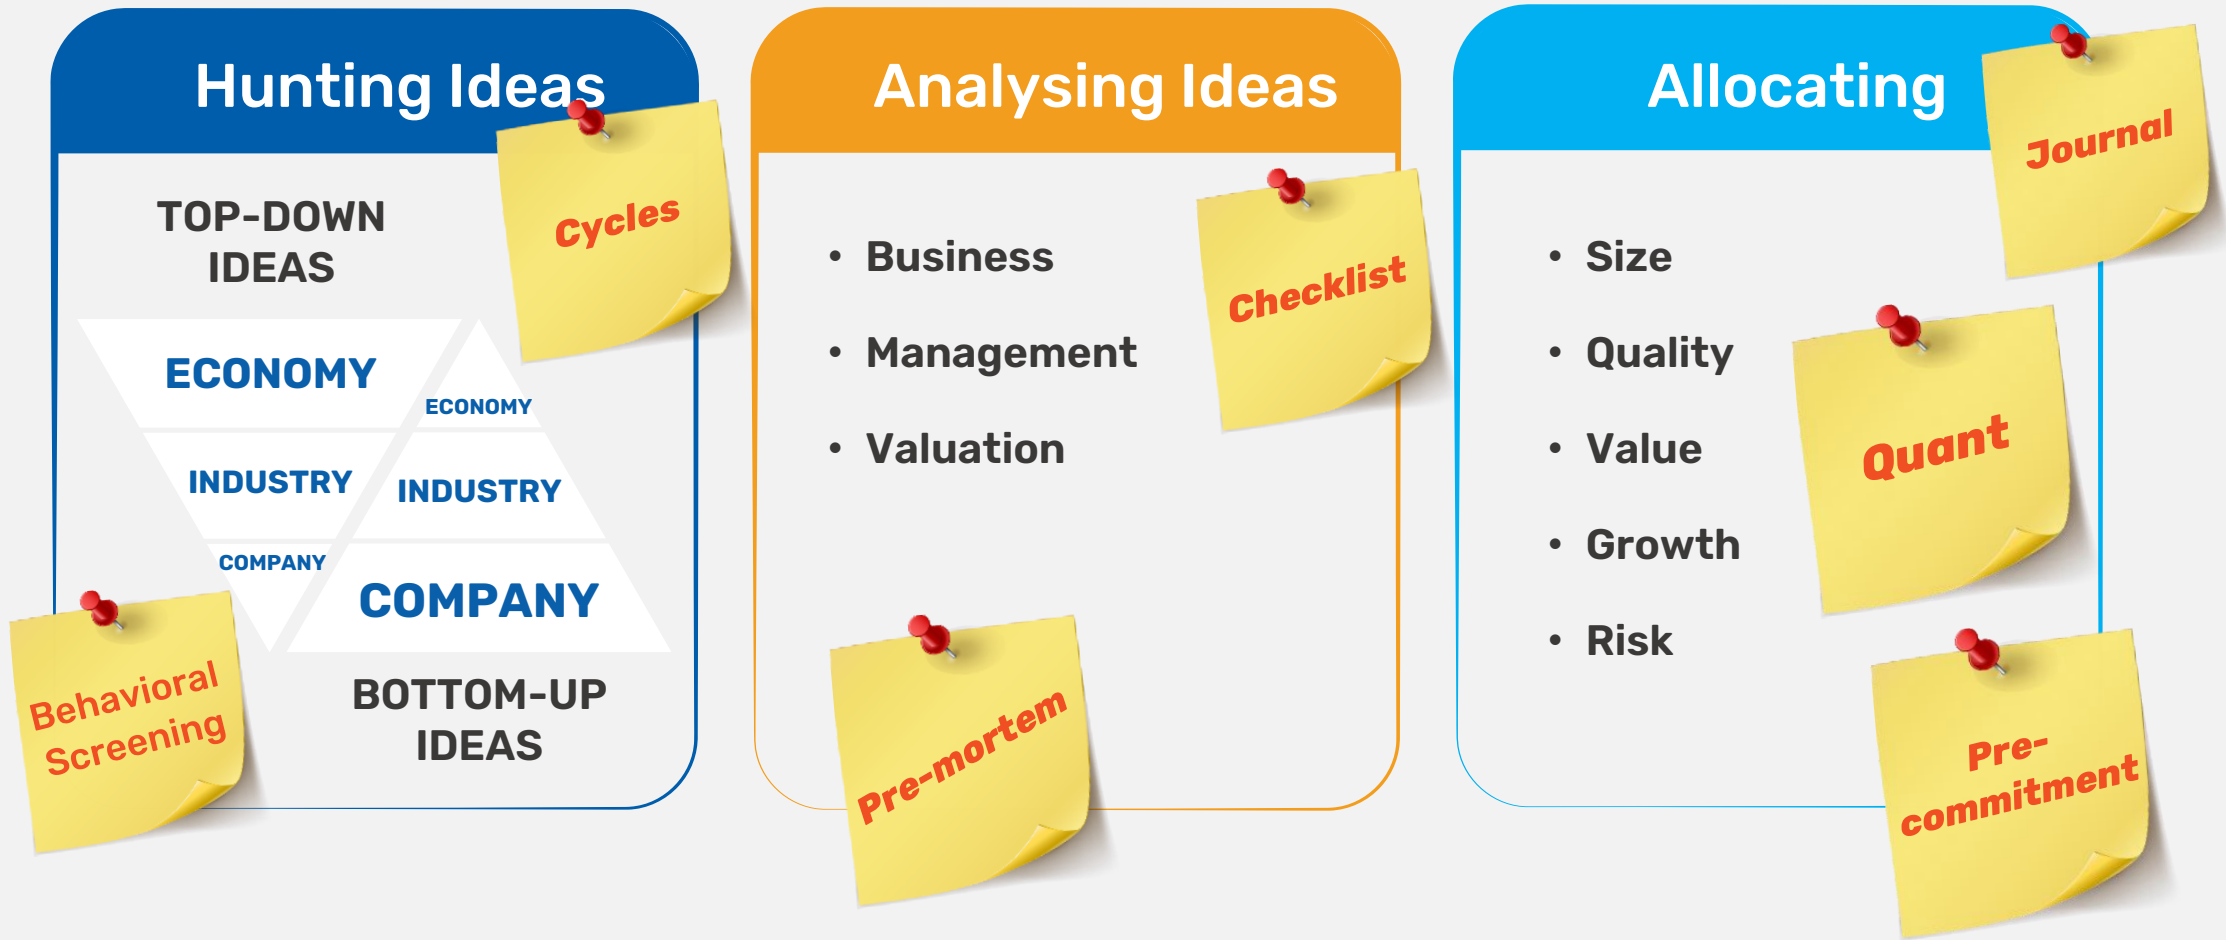 Hunting Ideas
Cycles
TOP-DOWN
IDEAS
ECONOMY
INDUSTRY
COMPANY
ECONOMY
INDUSTRY
COMPANY
BOTTOM-UP
IDEAS
Behavioral
Screening
Analysing Ideas
Checklist
• Business
• Management
• Valuation
Pre-mortem
Allocating
Journal
• Size
• Quality
• Value
• Growth
• Risk
Quant
Pre-
commitment